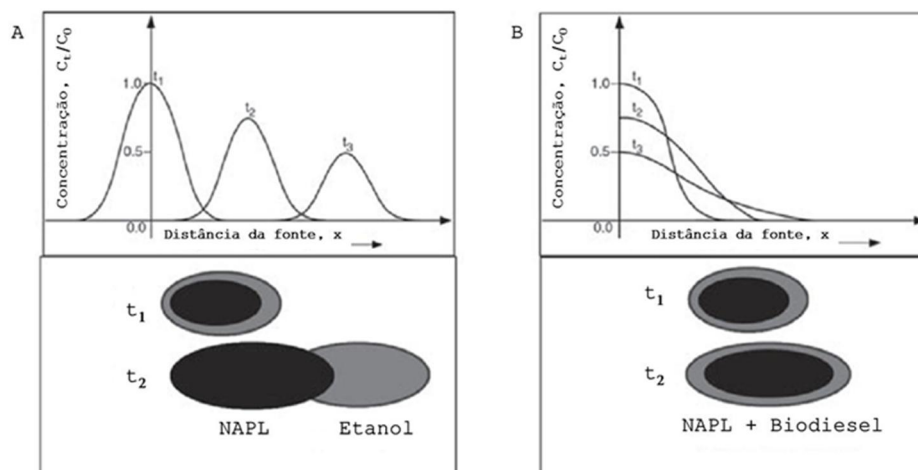 A
Concentração, Ct/C0
1.0
0.5
0.0
t1
t2
t3
Distância da fonte, x
t1
t2
NAPL Etanol
B
Concentração, Ct/C0
1.0
0.5
0.0
t1
t2
t3
Distância da fonte, x
t1
t2
NAPL + Biodiesel